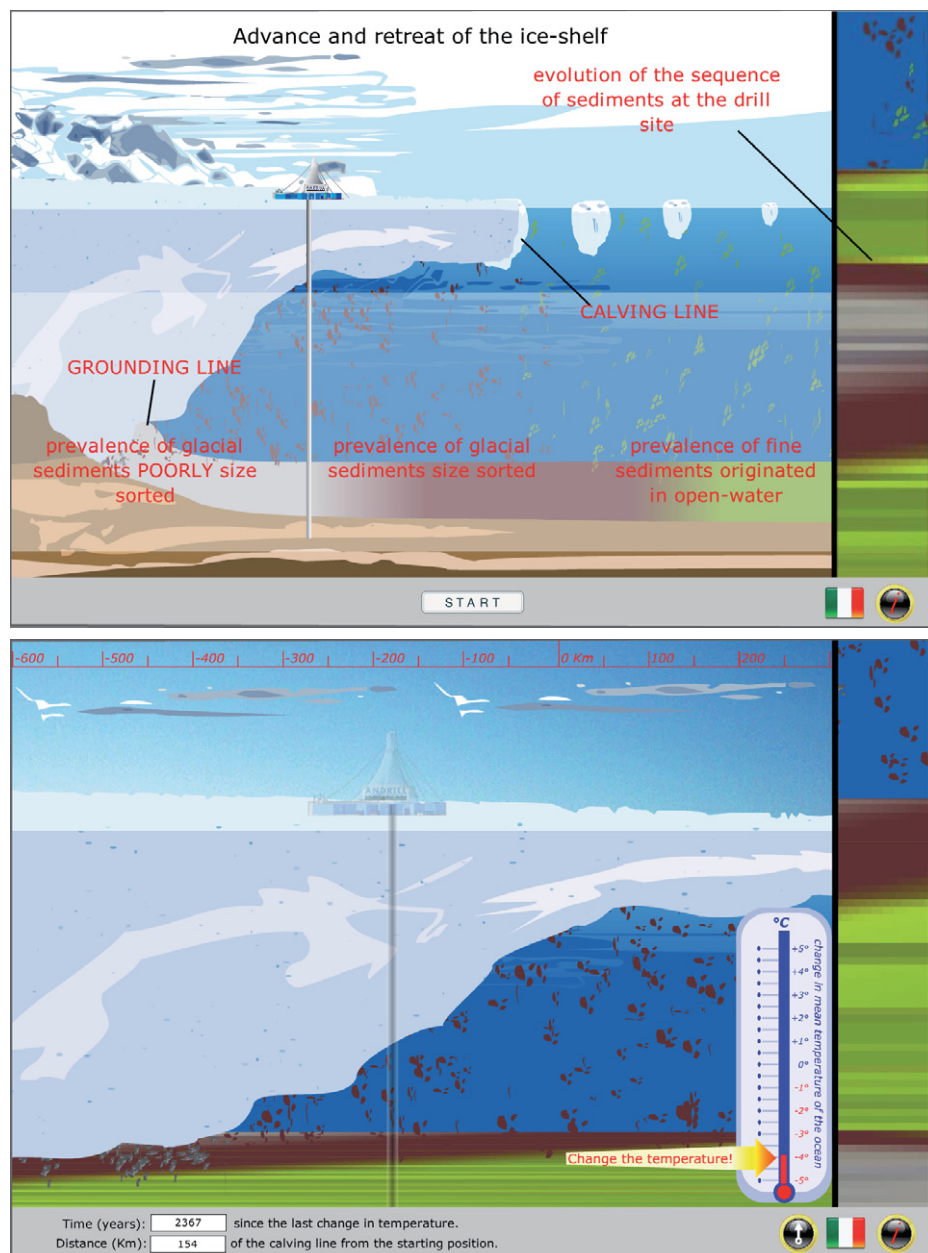 Advance and retreat of the ice-shelf
evolution of the sequence
of sediments at the drill
site
CALVING LINE
GROUNDING LINE
prevalence of glacial
sediments POORLY size
sorted
prevalence of glacial
sediments size sorted
prevalence of fine
sediments originated
in open-water
START
i
-600
-500
-400
-300
-200
-100
0 Km
100
200
ANDRILL
°C
+5°
+4°
+3°
+2°
+1°
0°
-1°
-2°
-3°
-4°
-5°
change in mean temperature of the ocean
Change the temperature!
Time (years): 2367 since the last change in temperature.
Distance (Km): 154 of the calving line from the starting position.
i